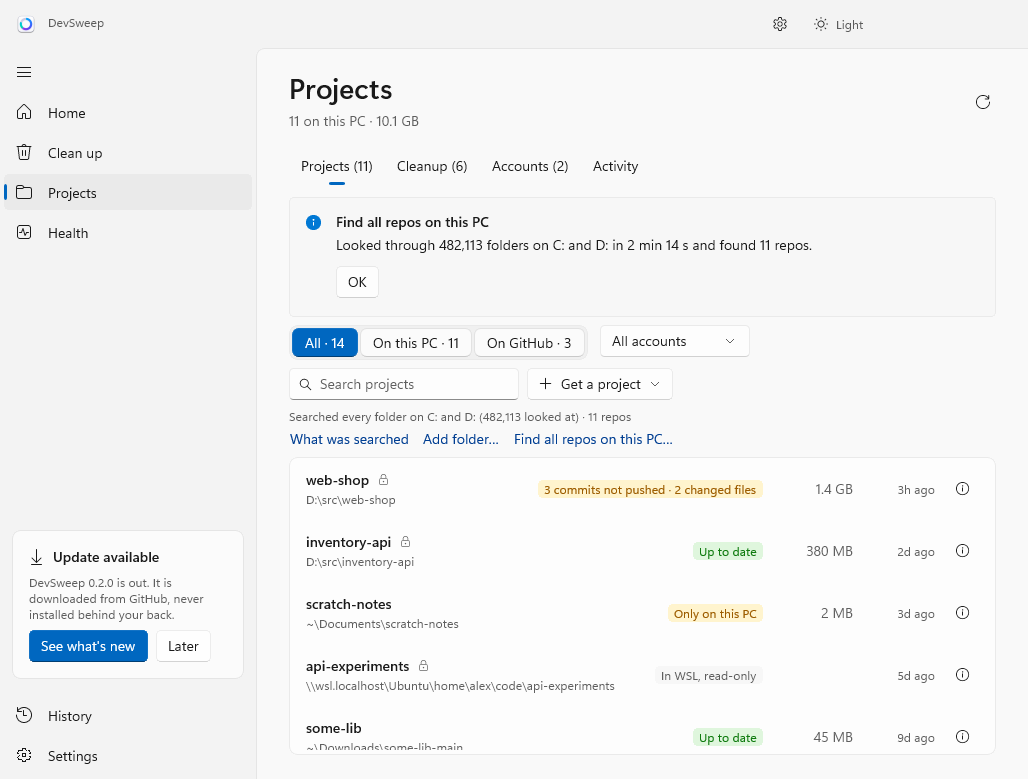 DevSweep
Light
Home
Clean up
Projects
Health
Update available
DevSweep 0.2.0 is out. It is
downloaded from GitHub, never
installed behind your back.
See what's new
Later
History
Settings
Projects
11 on this PC · 10.1 GB
Projects (11)
Cleanup (6)
Accounts (2)
Activity
Find all repos on this PC
Looked through 482,113 folders on C: and D: in 2 min 14 s and found 11 repos.
OK
All · 14
On this PC · 11
On GitHub · 3
All accounts
Search projects
Get a project
Searched every folder on C: and D: (482,113 looked at) · 11 repos
What was searched
Add folder...
Find all repos on this PC...
web-shop
D:\src\web-shop
3 commits not pushed · 2 changed files
1.4 GB
3h ago
inventory-api
D:\src\inventory-api
Up to date
380 MB
2d ago
scratch-notes
~\Documents\scratch-notes
Only on this PC
2 MB
3d ago
api-experiments
\\wsl.localhost\Ubuntu\home\alex\code\api-experiments
In WSL, read-only
5d ago
some-lib
~\Downloads\some-lib-main
Up to date
45 MB
9d ago